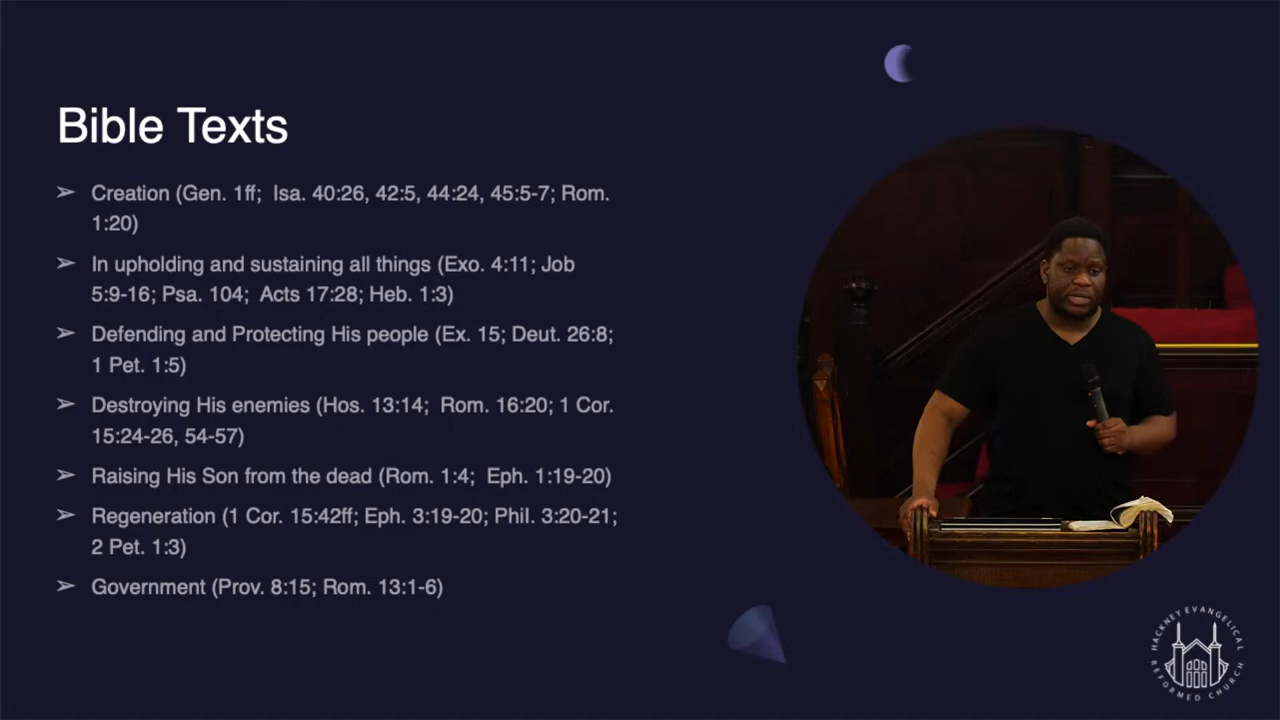 Bible Texts
➢ Creation (Gen. 1ff; Isa. 40:26, 42:5, 44:24, 45:5-7; Rom.
1:20)
➢ In upholding and sustaining all things (Exo. 4:11; Job
5:9-16; Psa. 104; Acts 17:28; Heb. 1:3)
➢ Defending and Protecting His people (Ex. 15; Deut. 26:8;
1 Pet. 1:5)
➢ Destroying His enemies (Hos. 13:14; Rom. 16:20; 1 Cor.
15:24-26, 54-57)
➢ Raising His Son from the dead (Rom. 1:4; Eph. 1:19-20)
➢ Regeneration (1 Cor. 15:42ff; Eph. 3:19-20; Phil. 3:20-21;
2 Pet. 1:3)
➢ Government (Prov. 8:15; Rom. 13:1-6)
HACKNEY EVANGELICAL
REFORMED CHURCH